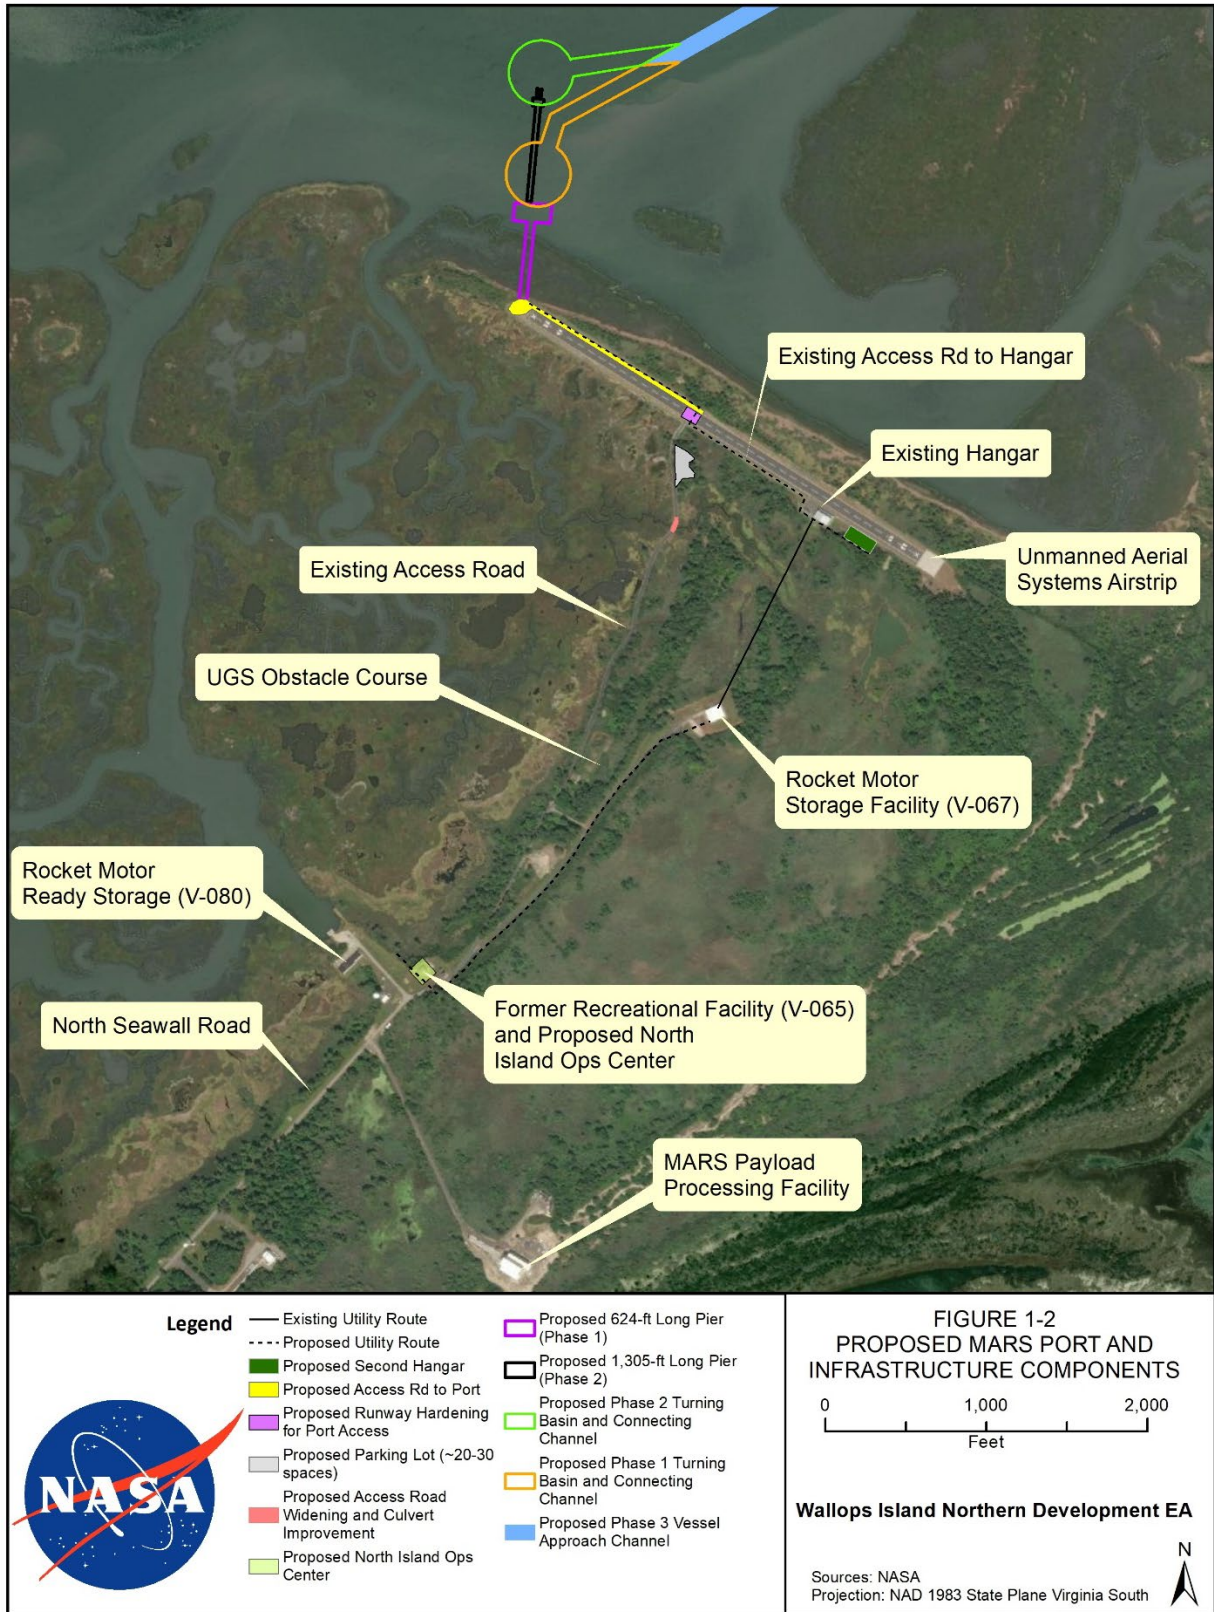 Existing Access Rd to Hangar
Existing Hangar
Unmanned Aerial
Systems Airstrip
Existing Access Road
UGS Obstacle Course
Rocket Motor
Storage Facility (V-067)
Rocket Motor
Ready Storage (V-080)
Former Recreational Facility (V-065)
and Proposed North
Island Ops Center
North Seawall Road
MARS Payload
Processing Facility
Legend
Existing Utility Route
Proposed Utility Route
Proposed Second Hangar
Proposed Access Rd to Port
Proposed Runway Hardening
for Port Access
Proposed Parking Lot (~20-30
spaces)
Proposed Access Road
Widening and Culvert
Improvement
Proposed North Island Ops
Center
Proposed 624-ft Long Pier
(Phase 1)
Proposed 1,305-ft Long Pier
(Phase 2)
Proposed Phase 2 Turning
Basin and Connecting
Channel
Proposed Phase 1 Turning
Basin and Connecting
Channel
Proposed Phase 3 Vessel
Approach Channel
NASA
FIGURE 1-2
PROPOSED MARS PORT AND
INFRASTRUCTURE COMPONENTS
0 1,000 2,000
Feet
Wallops Island Northern Development EA
N
Sources: NASA
Projection: NAD 1983 State Plane Virginia South